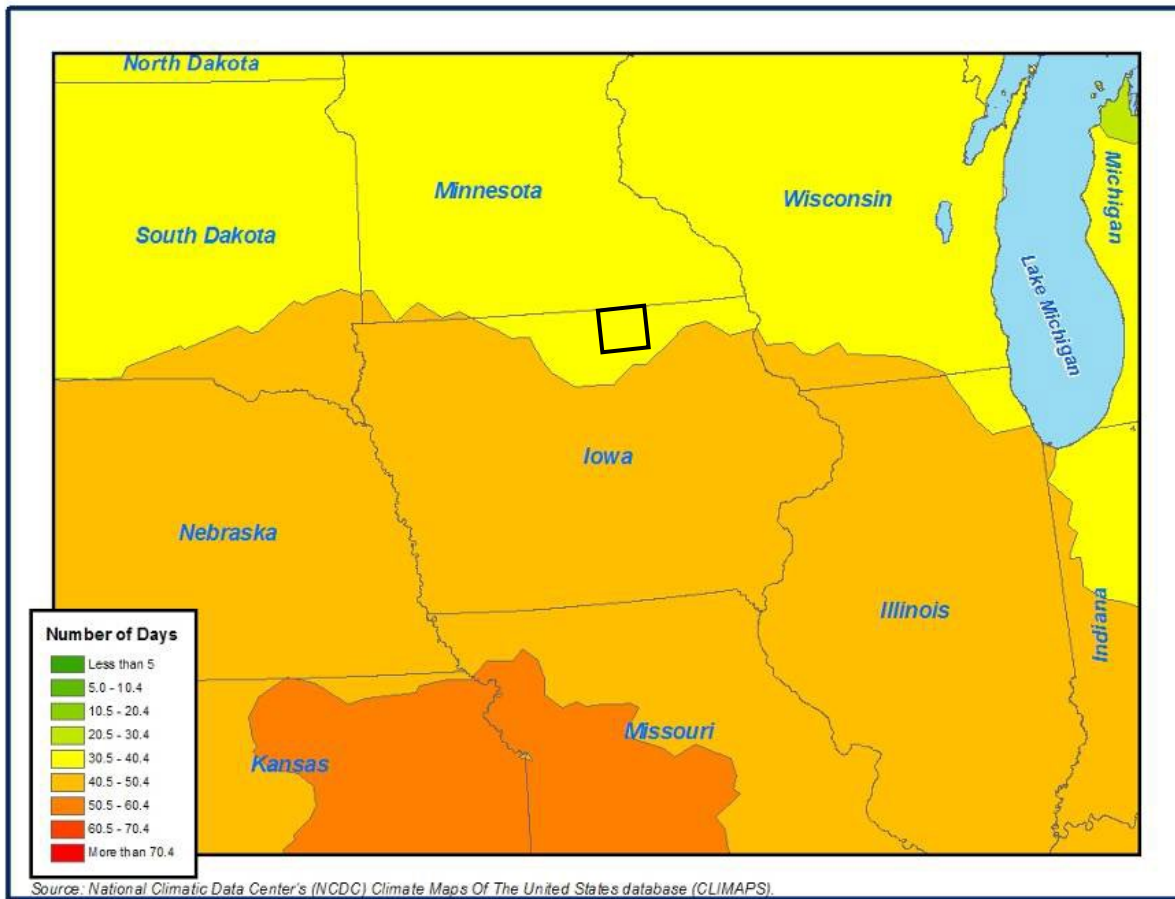 North Dakota
Minnesota
Wisconsin
Michigan
South Dakota
Lake Michigan
Iowa
Nebraska
Illinois
Indiana
Missouri
Kansas
Number of Days
Less than 5
5.0 - 10.4
10.5 - 20.4
20.5 - 30.4
30.5 - 40.4
40.5 - 50.4
50.5 - 60.4
60.5 - 70.4
More than 70.4
Source: National Climatic Data Center's (NCDC) Climate Maps Of The United States database (CLIMAPS).